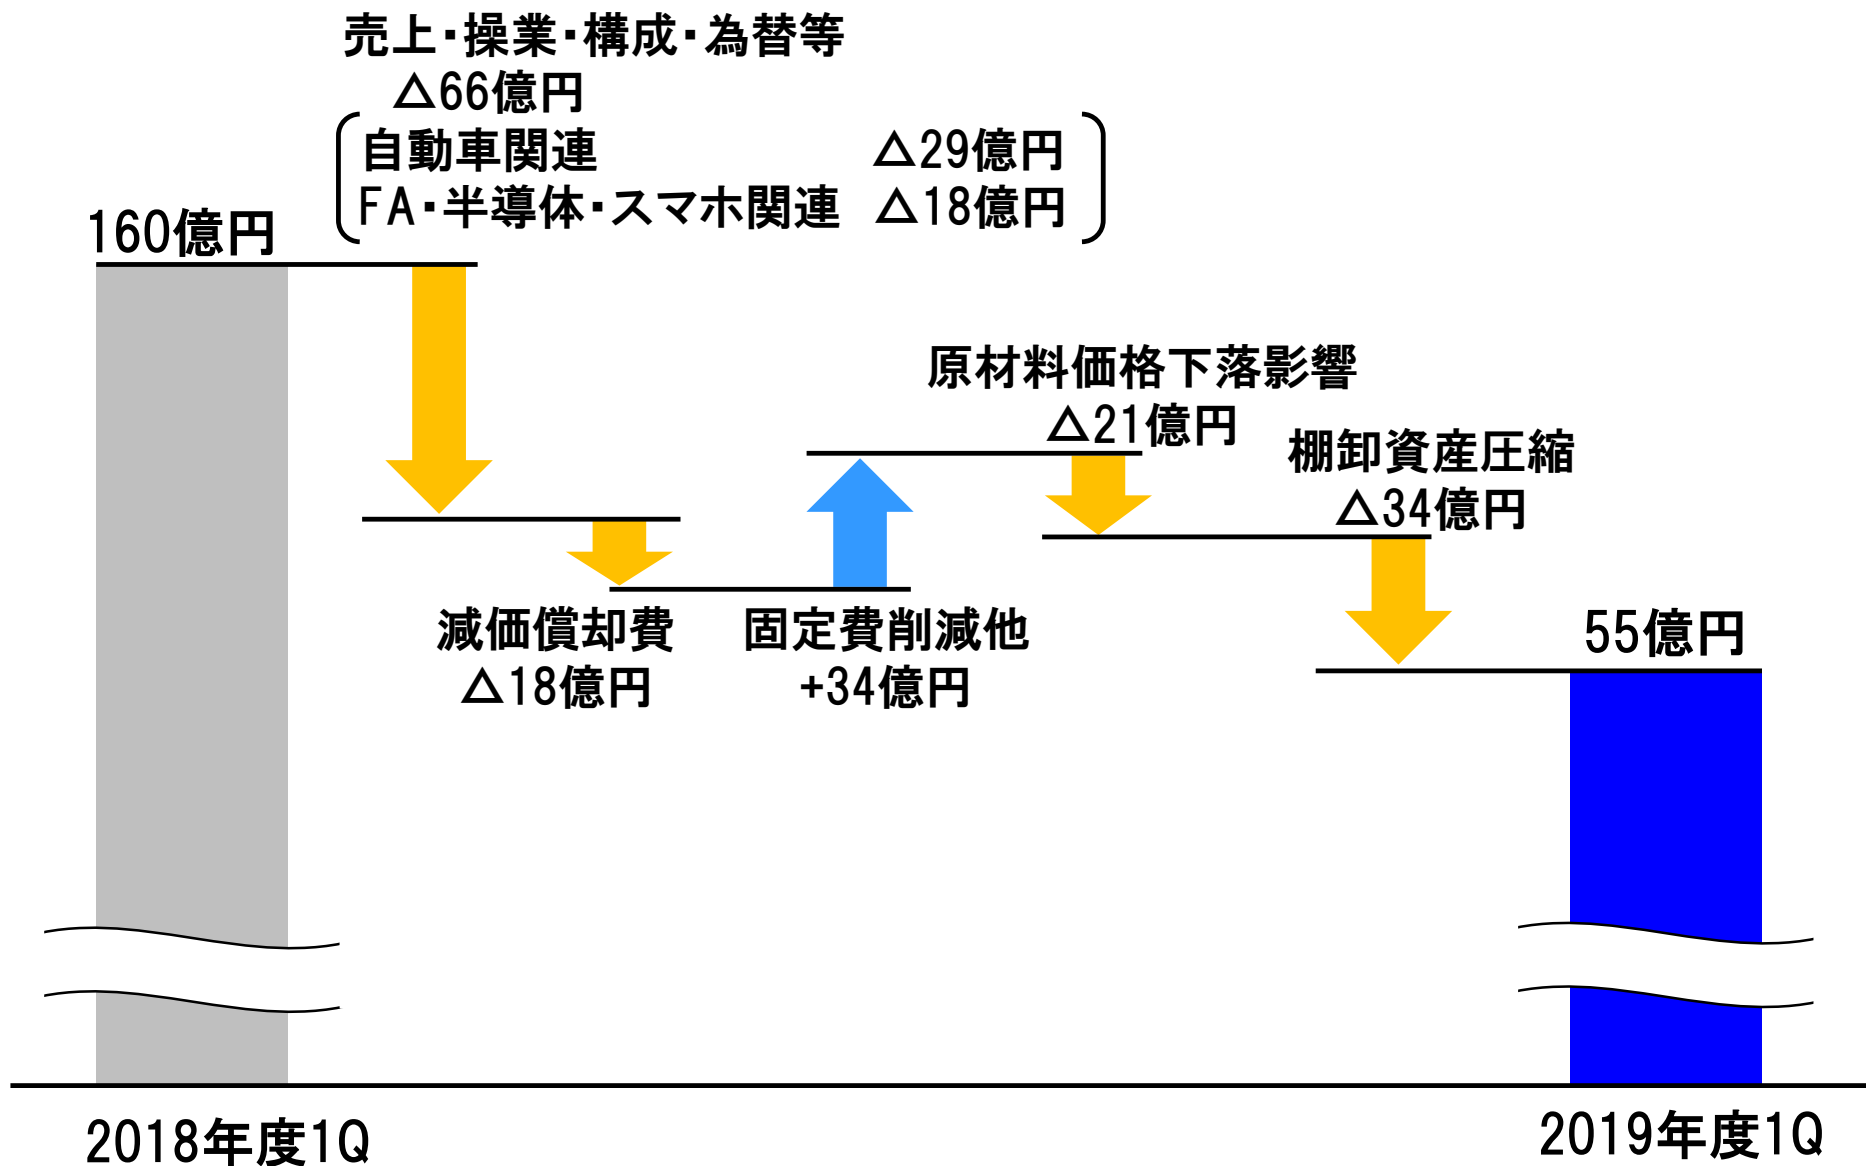 売上・操業・構成・為替等
△66億円
自動車関連 △29億円
FA・半導体・スマホ関連 △18億円
160億円
原材料価格下落影響
△21億円
棚卸資産圧縮
△34億円
減価償却費
△18億円
固定費削減他
+34億円
55億円
2018年度1Q
2019年度1Q